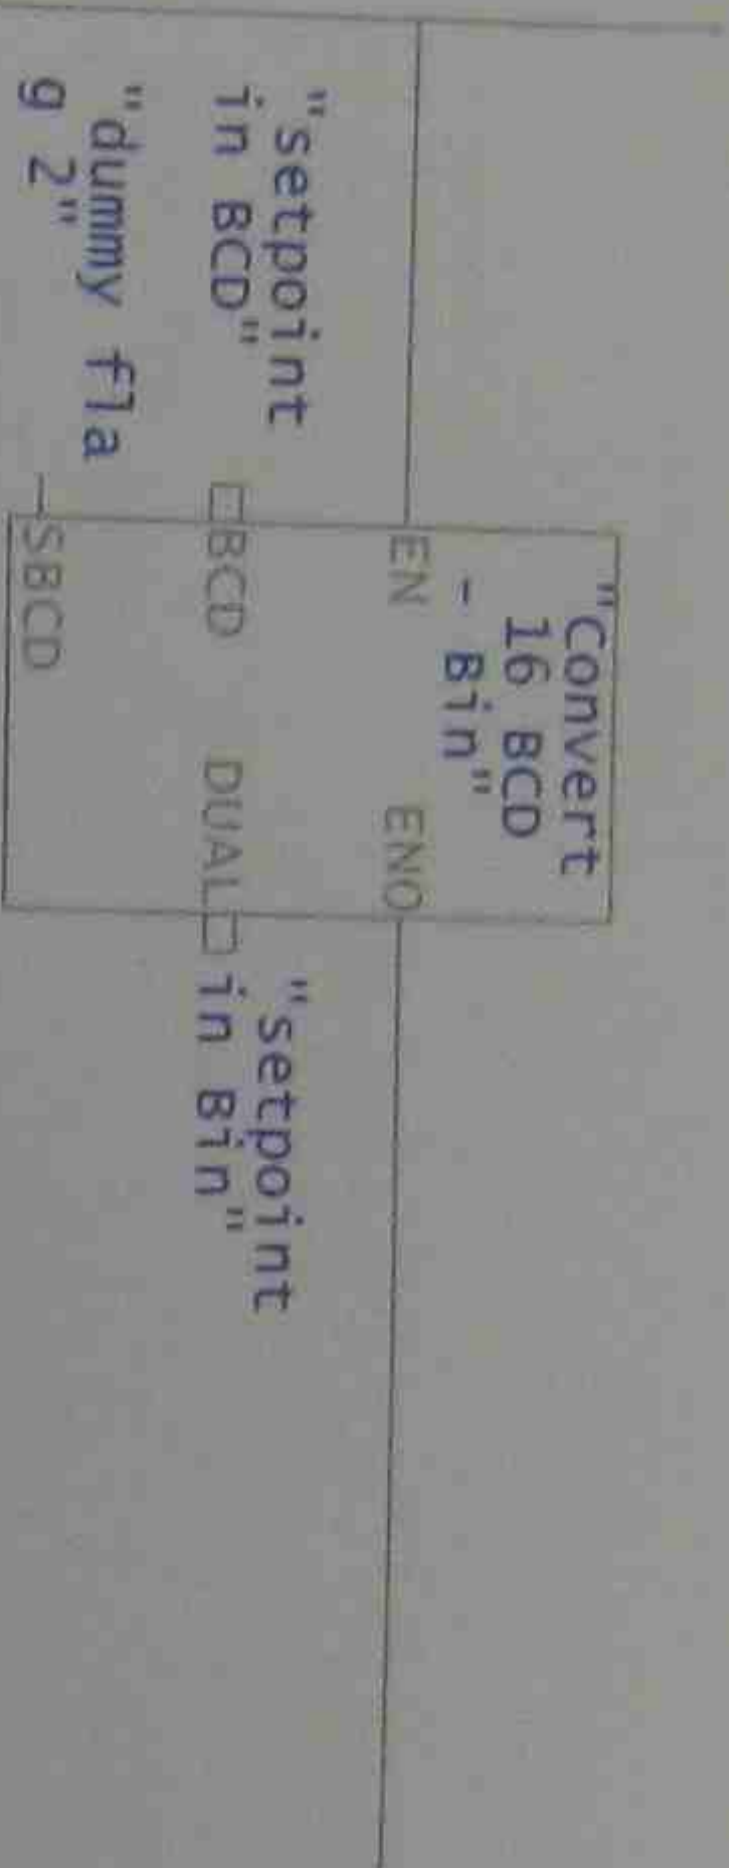 "Convert
16 BCD
- Bin"
EN
ENO
"setpoint
in BCD"
BCD
DUAL
"setpoint
in Bin"
"dummy fla
g 2"
SBCD